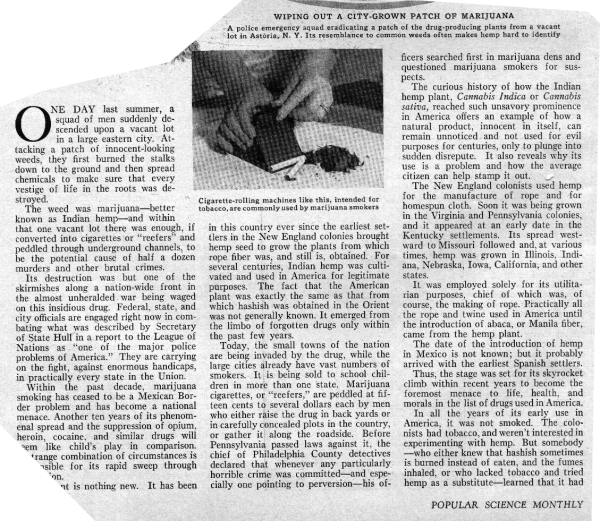 WIPING OUT A CITY-GROWN PATCH OF MARIJUANA
A police emergency squad eradicating a patch of the drug-producing plants from a vacant
lot in Astoria, N. Y. Its resemblance to common weeds often makes hemp hard to identify
ONE DAY last summer, a
squad of men suddenly de-
scended upon a vacant lot
in a large eastern city. At-
tacking a patch of innocent-looking
weeds, they first burned the stalks
down to the ground and then spread
chemicals to make sure that every
vestige of life in the roots was de-
stroyed.
The weed was marijuana—better
known as Indian hemp—and within
that one vacant lot there was enough, if
converted into cigarettes or “reefers” and
peddled through underground channels, to
be the potential cause of half a dozen
murders and other brutal crimes.
Its destruction was but one of the
skirmishes along a nation-wide front in
the almost unheralded war being waged
on this insidious drug. Federal, state, and
city officials are engaged right now in com-
bating what was described by Secretary
of State Hull in a report to the League of
Nations as “one of the major police
problems of America.” They are carrying
on the fight, against enormous handicaps,
in practically every state in the Union.
Within the past decade, marijuana
smoking has ceased to be a Mexican Bor-
der problem and has become a national
menace. Another ten years of its phenom-
enal spread and the suppression of opium,
heroin, cocaine, and similar drugs will
seem like child's play in comparison.
strange combination of circumstances is
for its rapid sweep through
is nothing new. It has been
Cigarette-rolling machines like this, intended for
tobacco, are commonly used by marijuana smokers
in this country ever since the earliest set-
tlers in the New England colonies brought
hemp seed to grow the plants from which
rope fiber was, and still is, obtained. For
several centuries, Indian hemp was culti-
vated and used in America for legitimate
purposes. The fact that the American
plant was exactly the same as that from
which hashish was obtained in the Orient
was not generally known. It emerged from
the limbo of forgotten drugs only within
the past few years.
Today, the small towns of the nation
are being invaded by the drug, while the
large cities already have vast numbers of
smokers. It is being sold to school chil-
dren in more than one state. Marijuana
cigarettes, or “reefers,” are peddled at fif-
teen cents to several dollars each by men
who either raise the drug in back yards or
in carefully concealed plots in the country,
or gather it along the roadside. Before
Pennsylvania passed laws against it, the
chief of Philadelphia County detectives
declared that whenever any particularly
horrible crime was committed—and espe-
cially one pointing to perversion—his of-
ficers searched first in marijuana dens and
questioned marijuana smokers for sus-
pects.
The curious history of how the Indian
hemp plant, Cannabis Indica or Cannabis
sativa, reached such unsavory prominence
in America offers an example of how a
natural product, innocent in itself, can
remain unnoticed and not used for evil
purposes for centuries, only to plunge into
sudden disrepute. It also reveals why its
use is a problem and how the average
citizen can help stamp it out.
The New England colonists used hemp
for the manufacture of rope and for
homespun cloth. Soon it was being grown
in the Virginia and Pennsylvania colonies,
and it appeared at an early date in the
Kentucky settlements. Its spread west-
ward to Missouri followed and, at various
times, hemp was grown in Illinois, Indi-
ana, Nebraska, Iowa, California, and other
states.
It was employed solely for its utilita-
rian purposes, chief of which was, of
course, the making of rope. Practically all
the rope and twine used in America until
the introduction of abaca, or Manila fiber,
came from the hemp plant.
The date of the introduction of hemp
in Mexico is not known; but it probably
arrived with the earliest Spanish settlers.
Thus, the stage was set for its skyrocket
climb within recent years to become the
foremost menace to life, health, and
morals in the list of drugs used in America.
In all the years of its early use in
America, it was not smoked. The colo-
nists had tobacco, and weren't interested in
experimenting with hemp. But somebody
—who either knew that hashish sometimes
is burned instead of eaten, and the fumes
inhaled, or who lacked tobacco and tried
hemp as a substitute—learned that it had
POPULAR SCIENCE MONTHLY